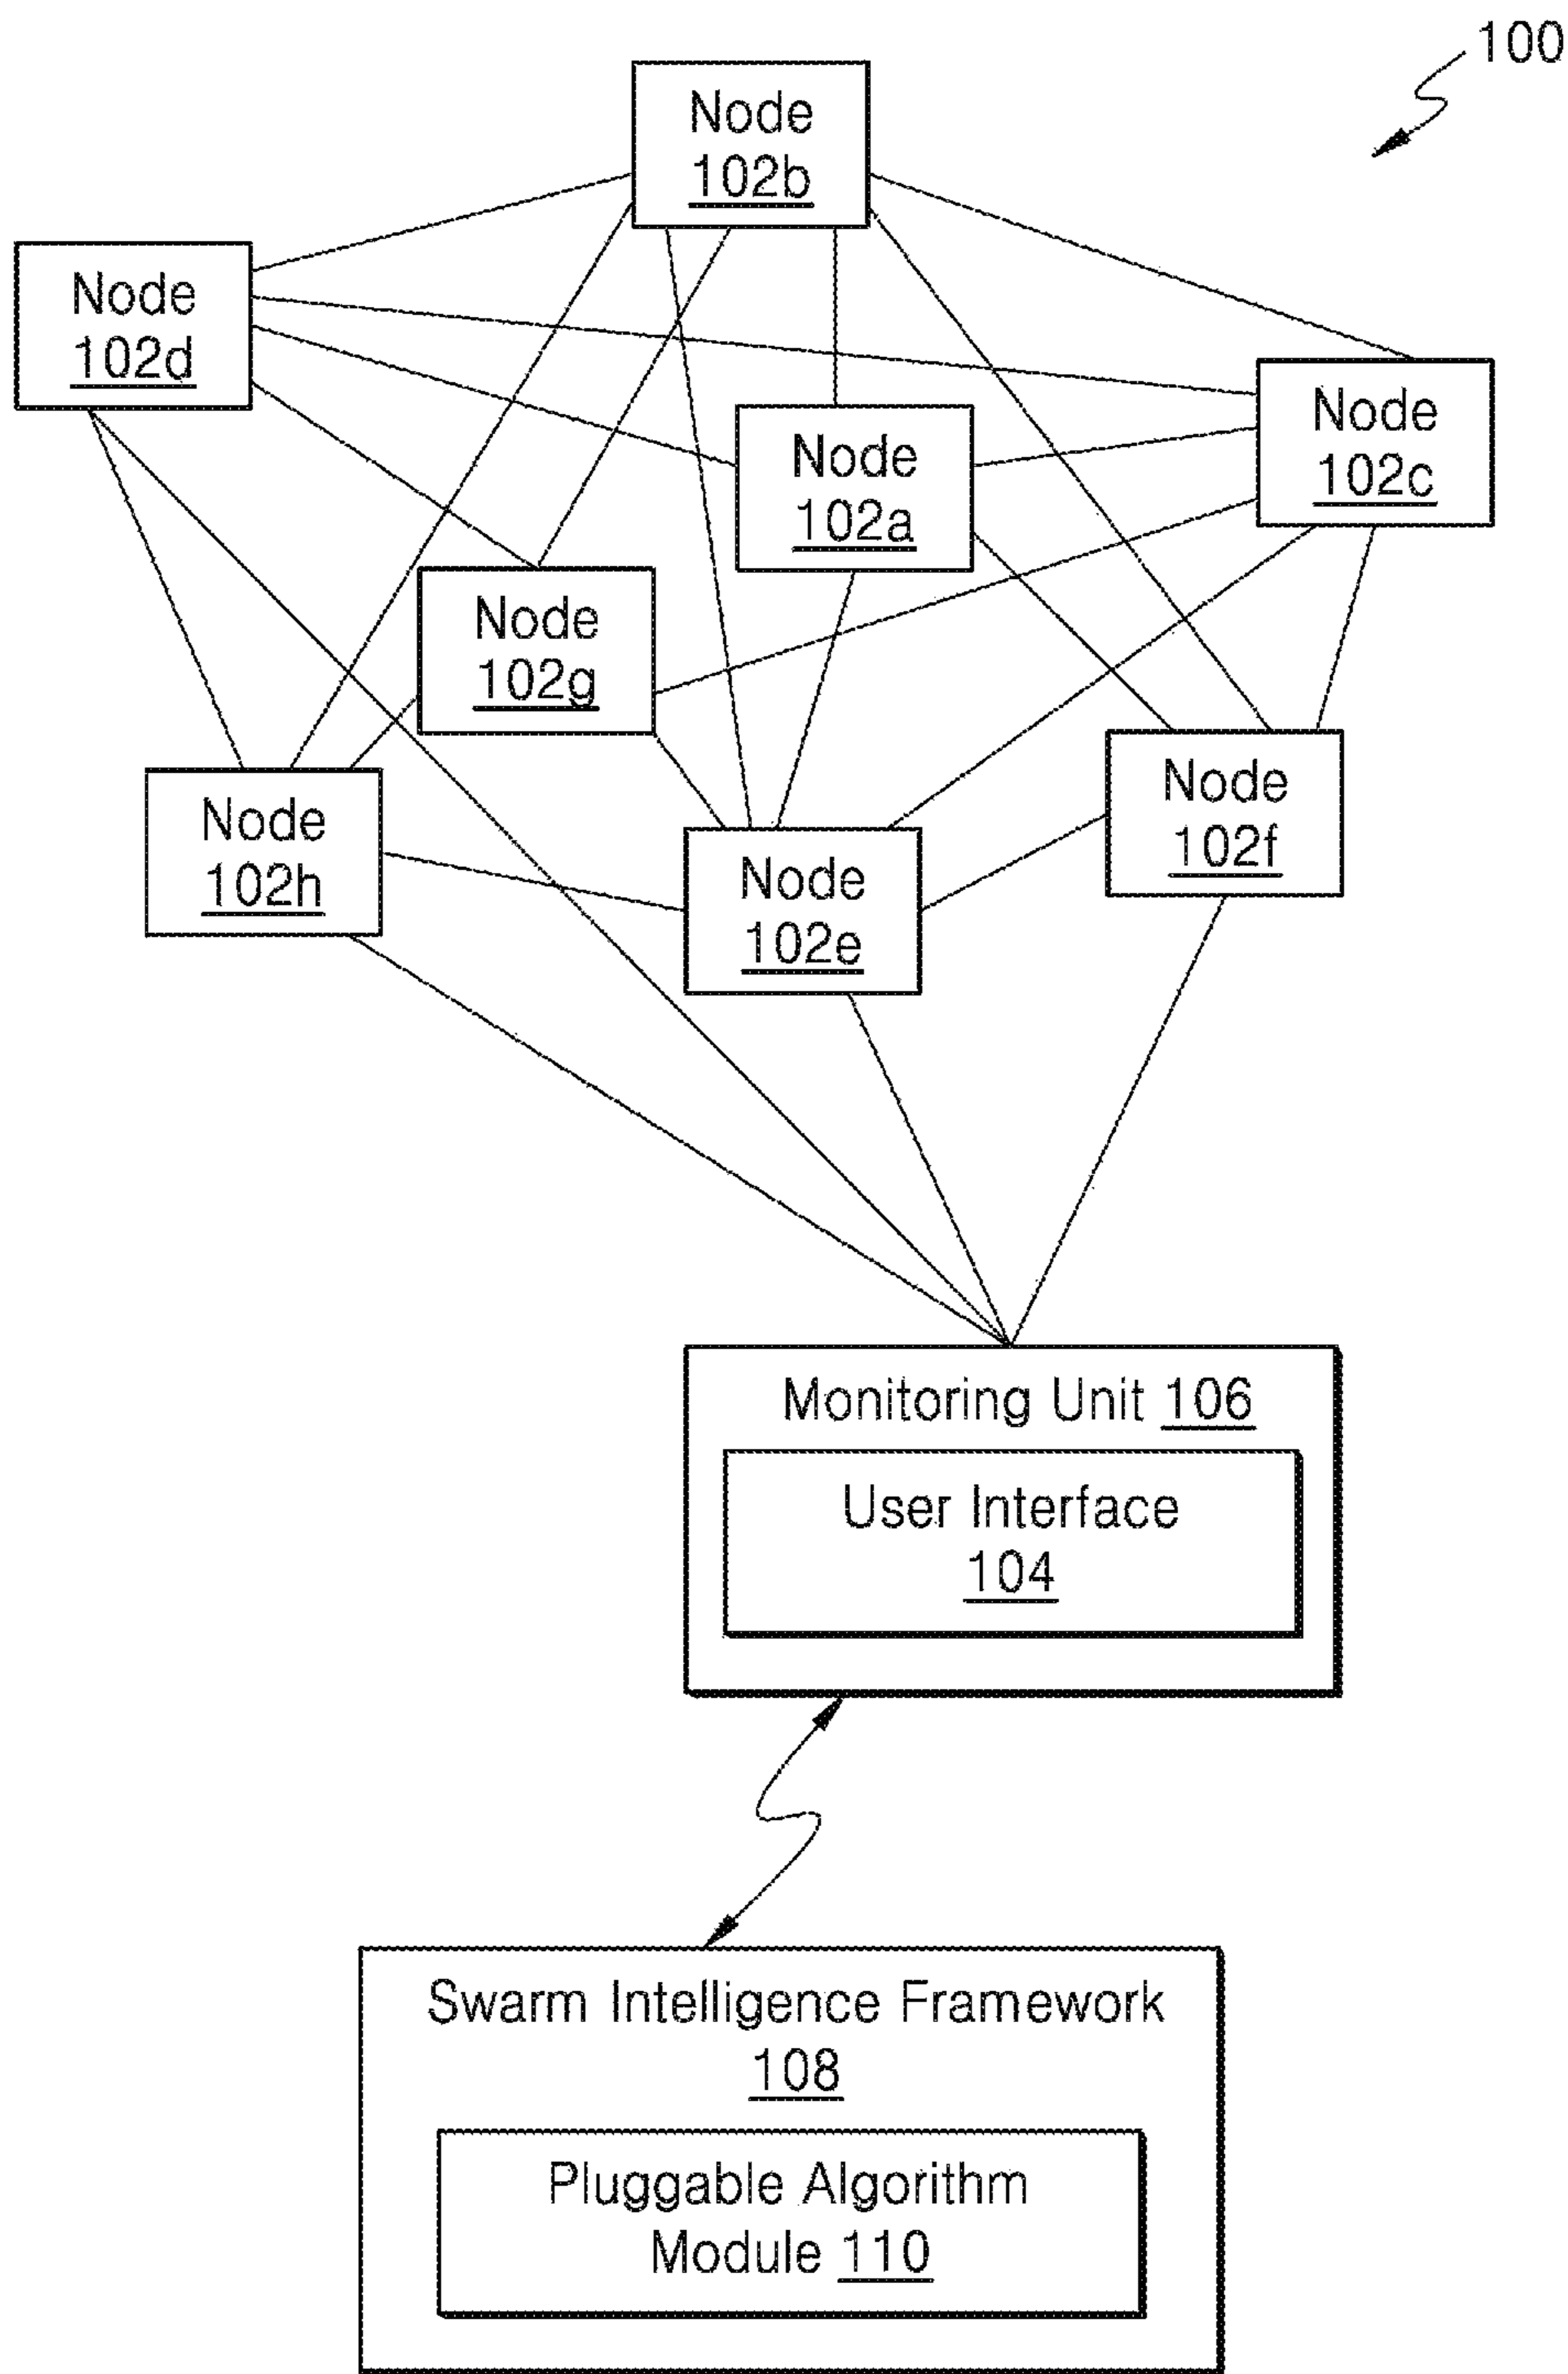 100
Node
102b
Node
102d
Node
102c
Node
102a
Node
102g
Node
102f
Node
102h
Node
102e
Monitoring Unit 106
User Interface
104
Swarm Intelligence Framework
108
Pluggable Algorithm
Module 110